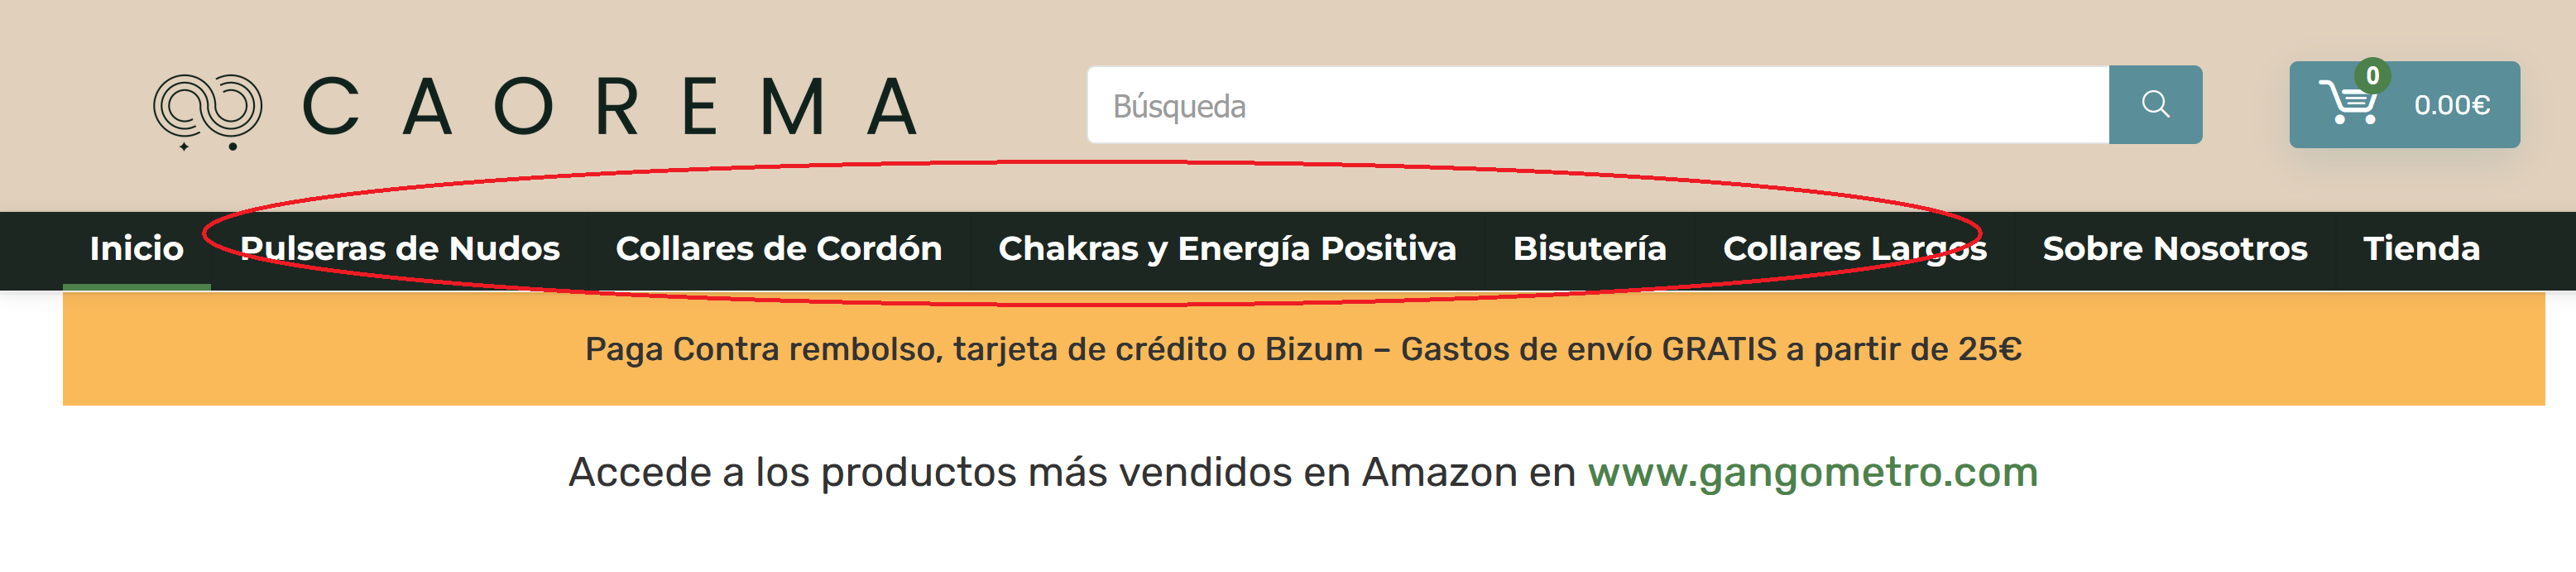 CAOREMA
Búsqueda
0
0.00€
Inicio Pulseras de Nudos Collares de Cordón Chakras y Energía Positiva Bisutería Collares Largos Sobre Nosotros Tienda
Paga Contra rembolso, tarjeta de crédito o Bizum – Gastos de envío GRATIS a partir de 25€
Accede a los productos más vendidos en Amazon en www.gangometro.com